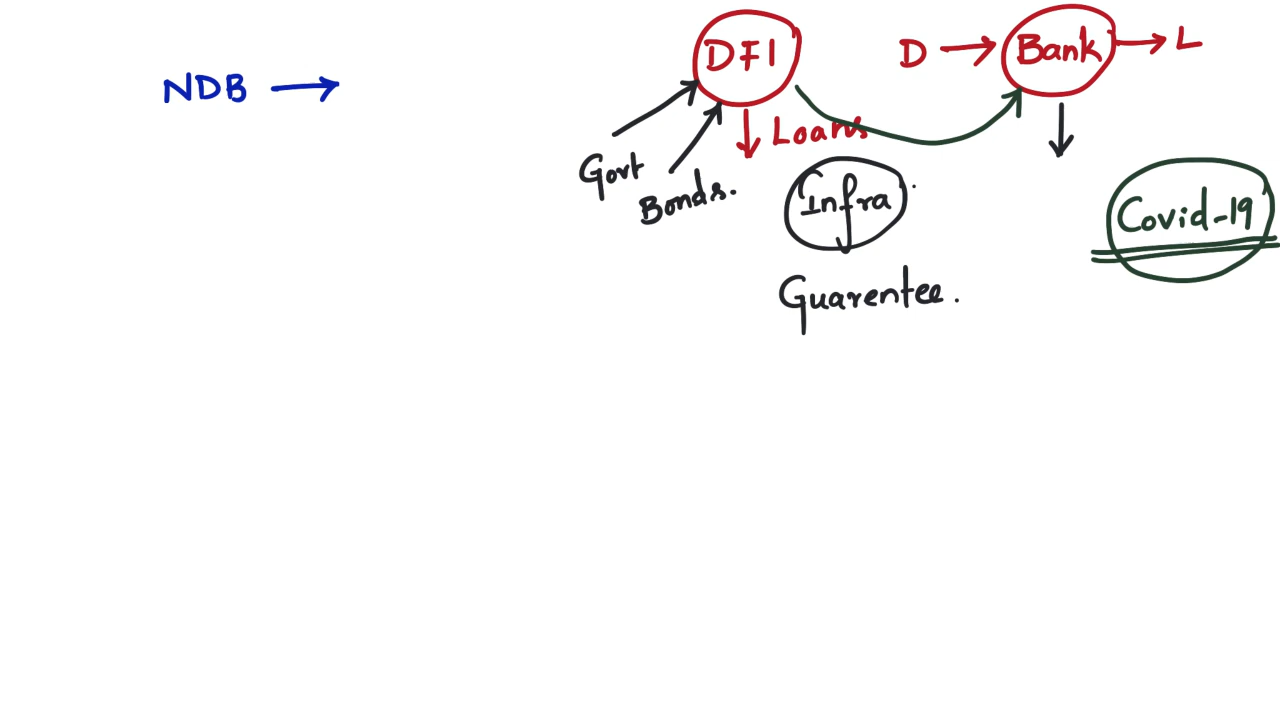 NDB →
DFI
D → Bank → L
Loans
Govt
Bonds.
Infra
Covid-19
Guarentee.